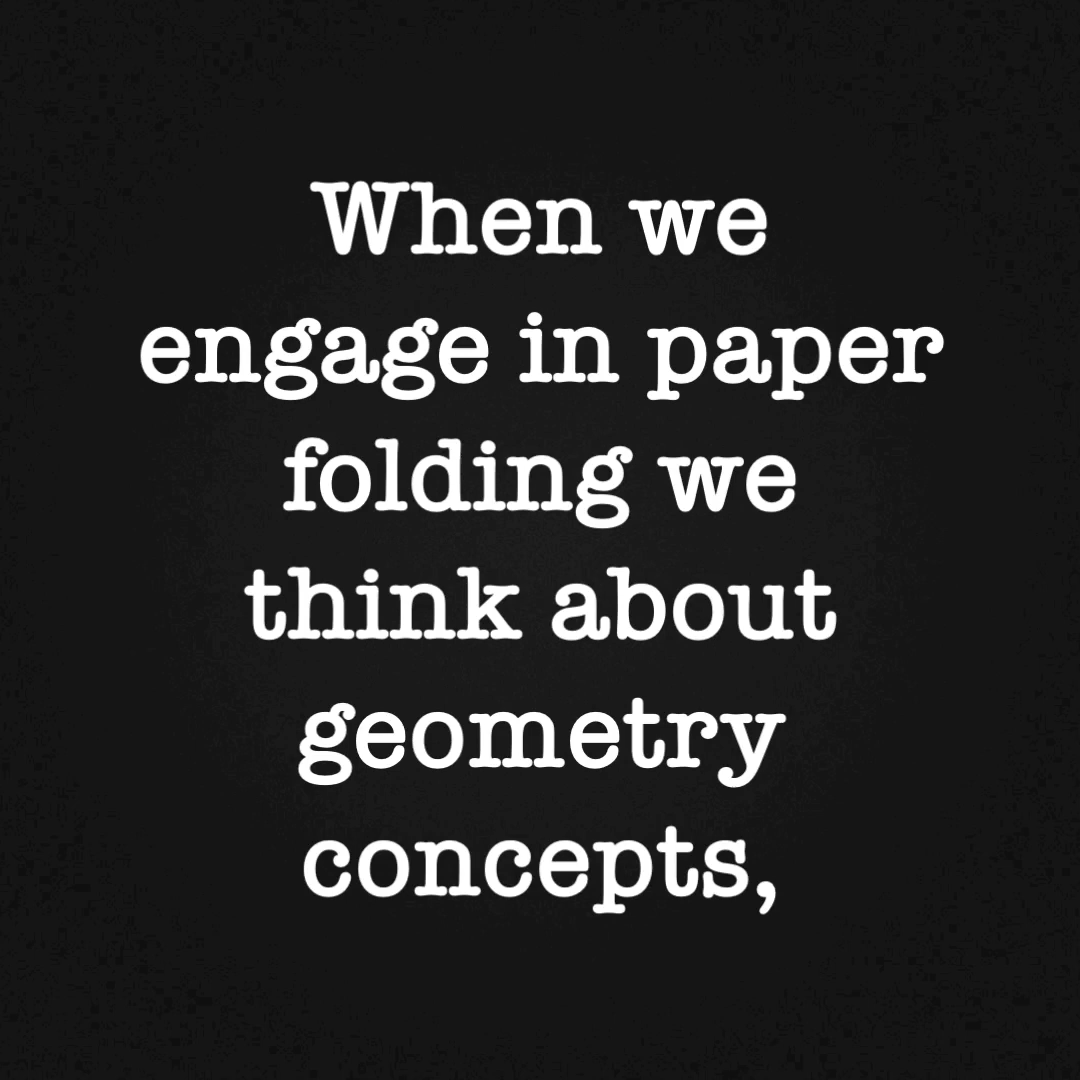 When we
engage in paper
folding we
think about
geometry
concepts,